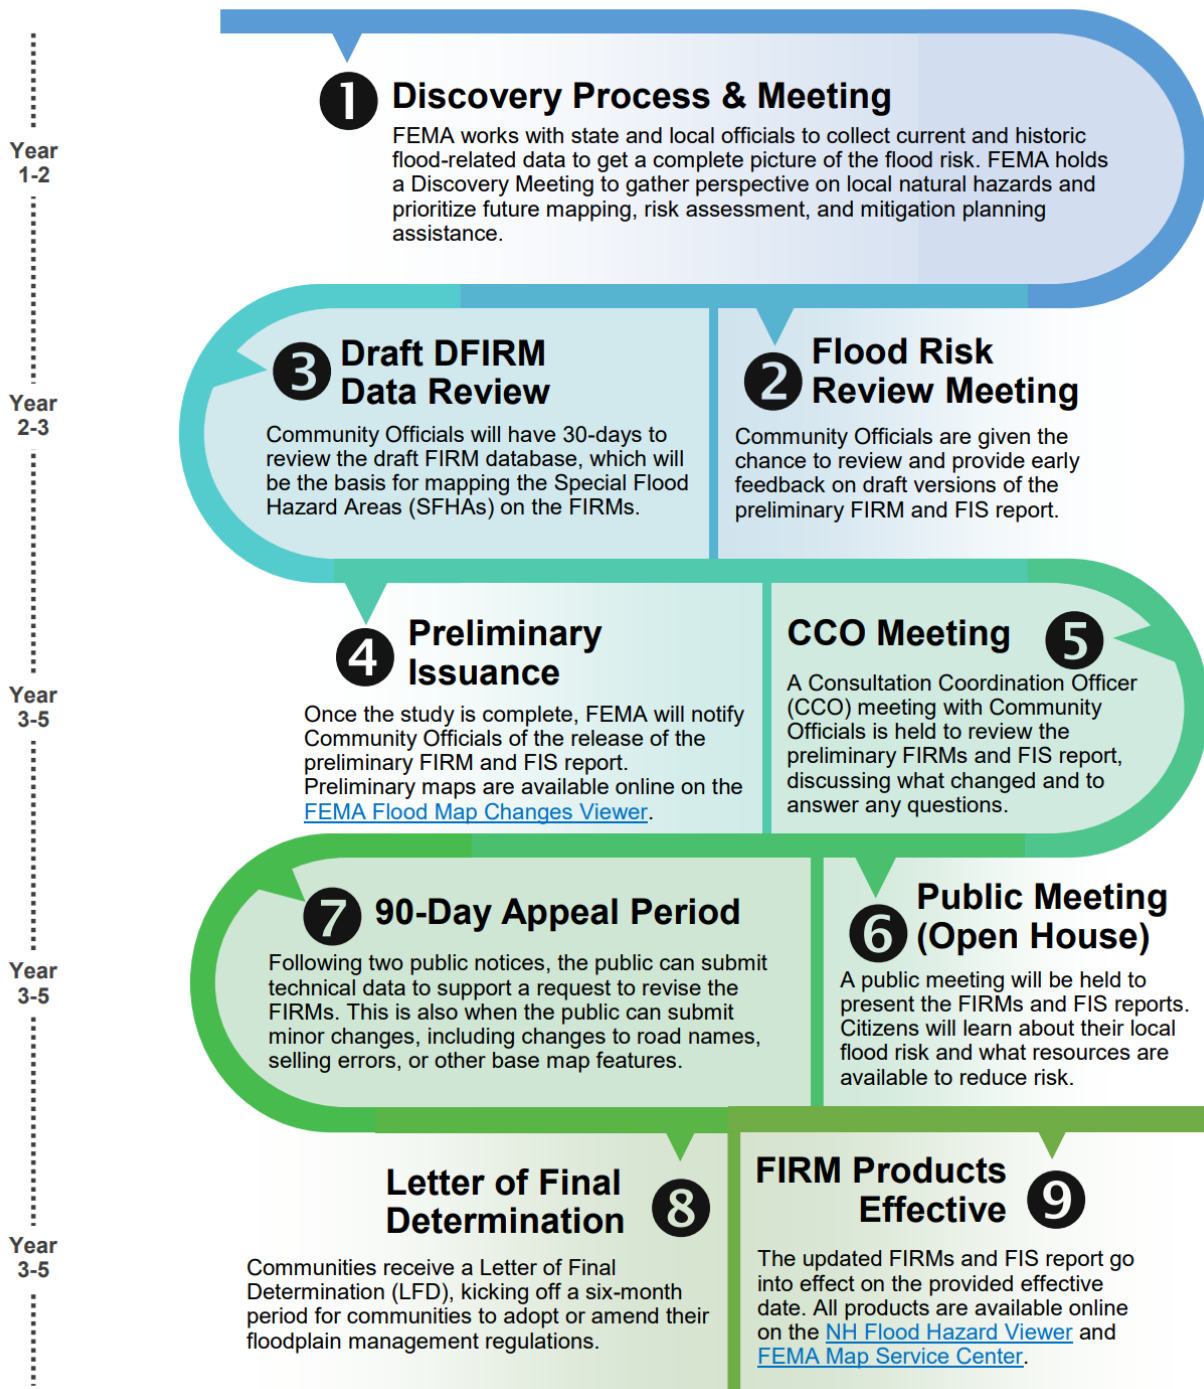 1
Discovery Process & Meeting
FEMA works with state and local officials to collect current and historic
flood-related data to get a complete picture of the flood risk. FEMA holds
a Discovery Meeting to gather perspective on local natural hazards and
prioritize future mapping, risk assessment, and mitigation planning
assistance.
Year
1-2
2
Flood Risk
Review Meeting
Community Officials are given the
chance to review and provide early
feedback on draft versions of the
preliminary FIRM and FIS report.
3
Draft DFIRM
Data Review
Community Officials will have 30-days to
review the draft FIRM database, which will
be the basis for mapping the Special Flood
Hazard Areas (SFHAs) on the FIRMs.
Year
2-3
4
Preliminary
Issuance
Once the study is complete, FEMA will notify
Community Officials of the release of the
preliminary FIRM and FIS report.
Preliminary maps are available online on the
FEMA Flood Map Changes Viewer.
5
CCO Meeting
A Consultation Coordination Officer
(CCO) meeting with Community
Officials is held to review the
preliminary FIRMs and FIS report,
discussing what changed and to
answer any questions.
Year
3-5
6
Public Meeting
(Open House)
A public meeting will be held to
present the FIRMs and FIS reports.
Citizens will learn about their local
flood risk and what resources are
available to reduce risk.
7
90-Day Appeal Period
Following two public notices, the public can submit
technical data to support a request to revise the
FIRMs. This is also when the public can submit
minor changes, including changes to road names,
selling errors, or other base map features.
Year
3-5
8
Letter of Final
Determination
Communities receive a Letter of Final
Determination (LFD), kicking off a six-month
period for communities to adopt or amend their
floodplain management regulations.
9
FIRM Products
Effective
The updated FIRMs and FIS report go
into effect on the provided effective
date. All products are available online
on the NH Flood Hazard Viewer and
FEMA Map Service Center.
Year
3-5